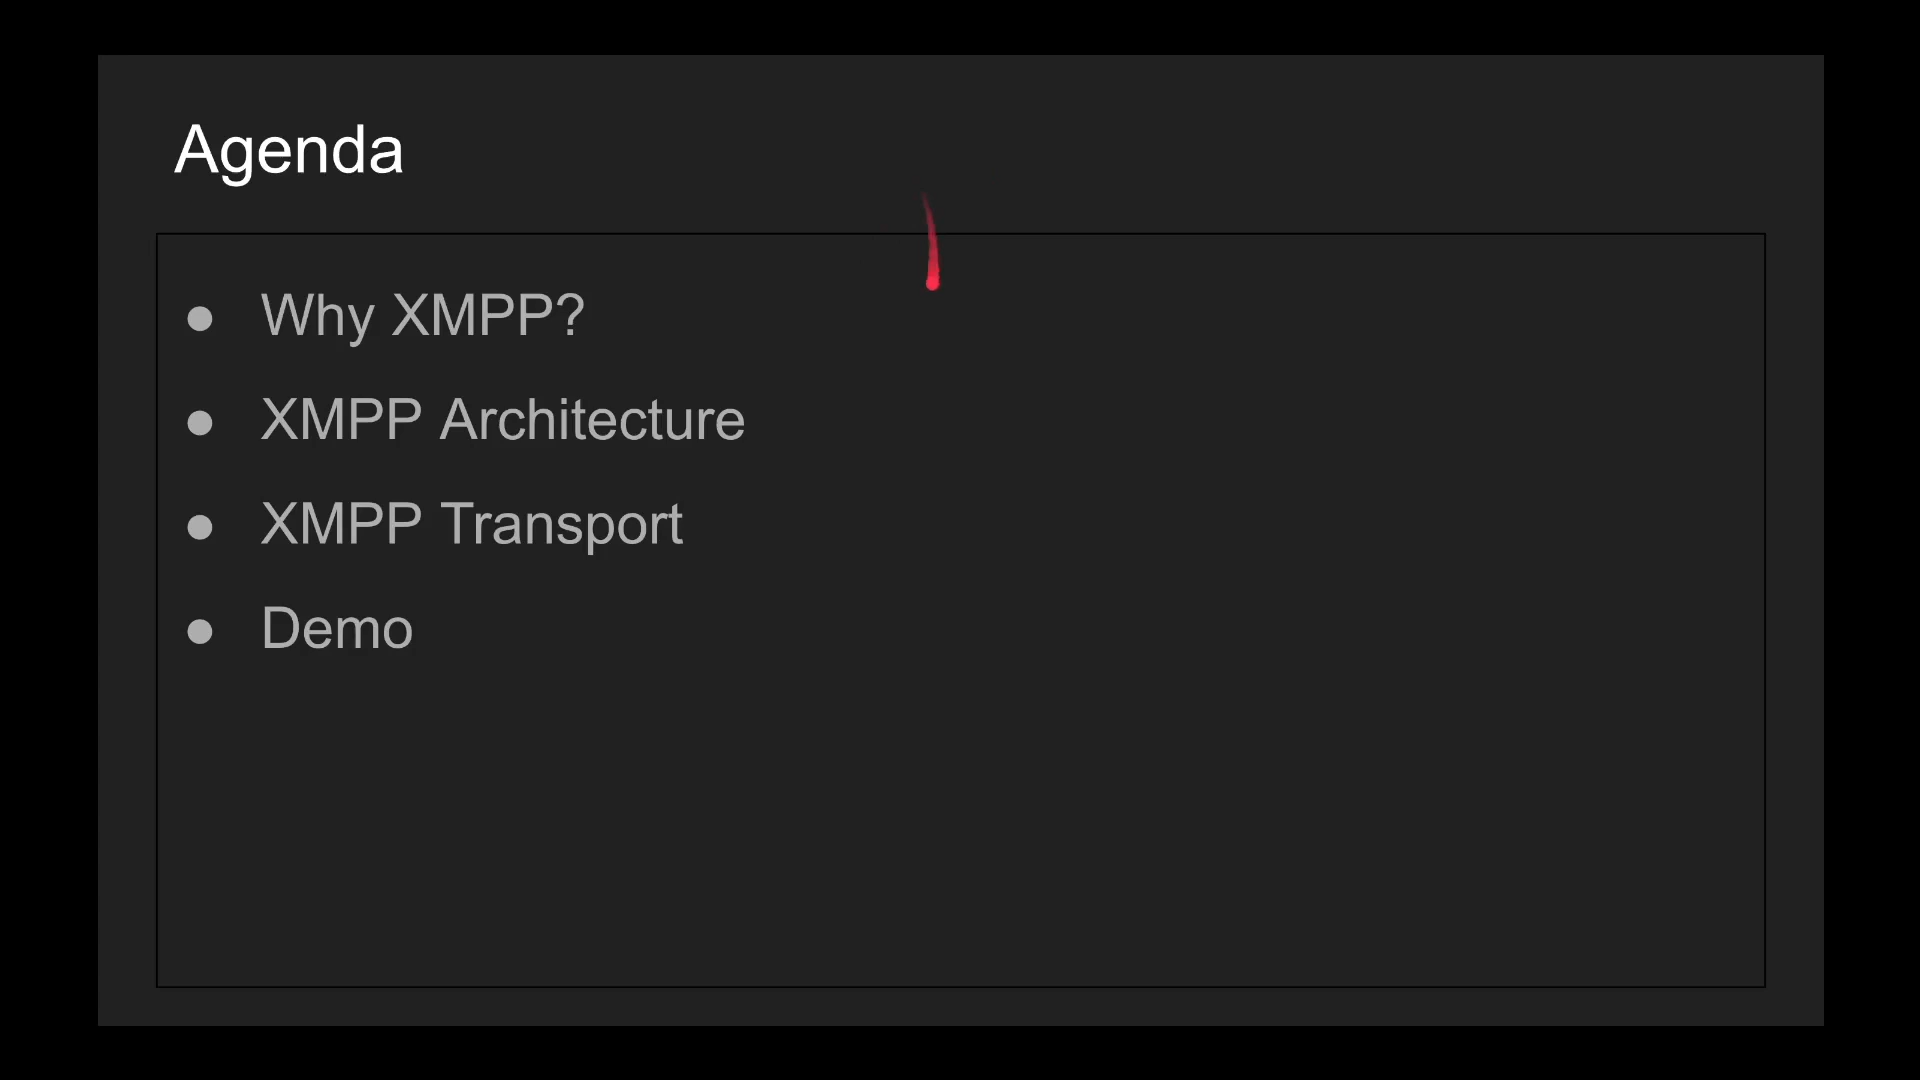 Agenda
● Why XMPP?
● XMPP Architecture
● XMPP Transport
● Demo